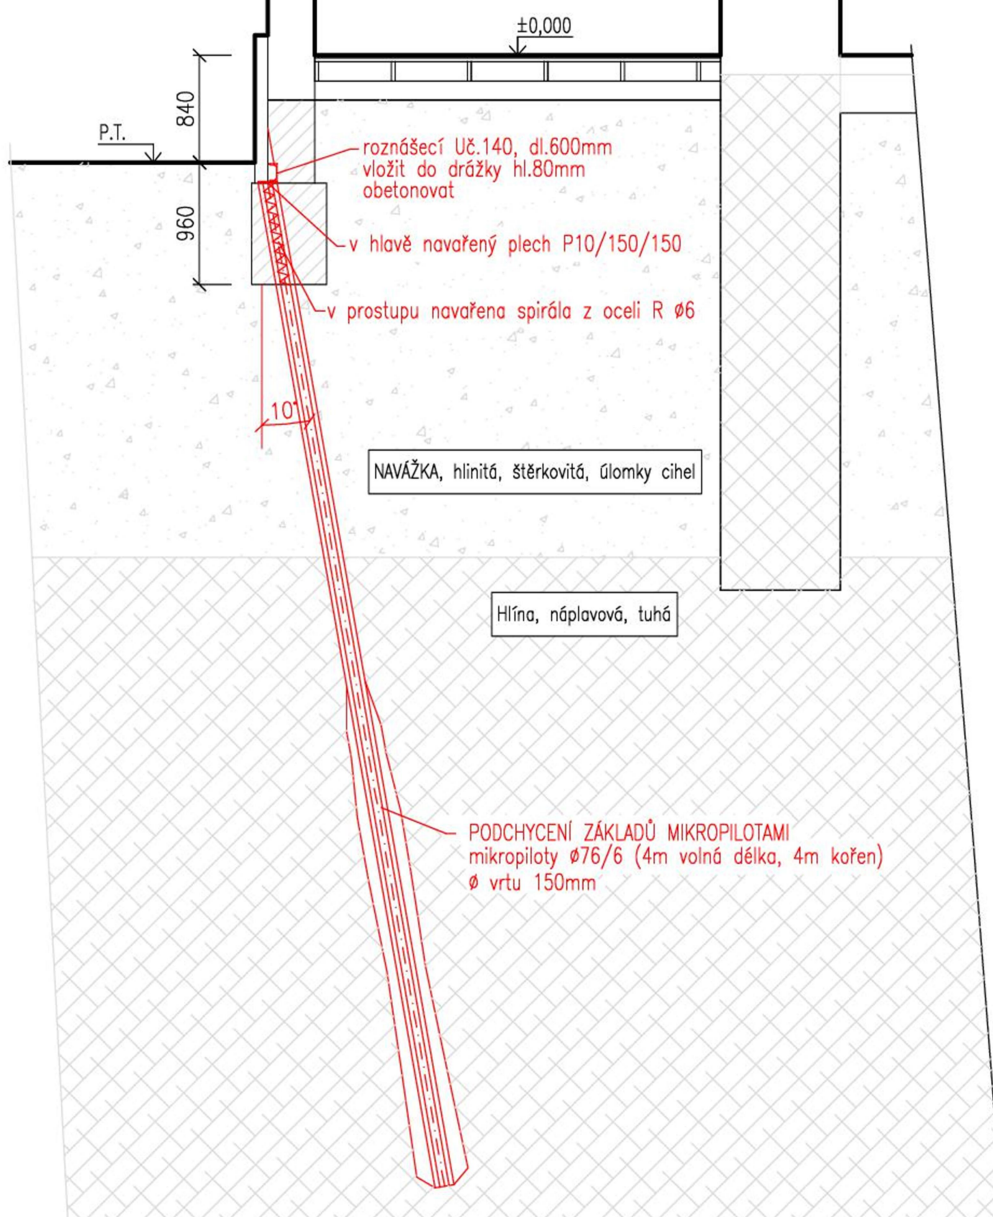 ±0,000
840
P.T.
roznášecí Uč.140, dl.600mm
vložit do drážky hl.80mm
obetonovat
960
v hlavě navařený plech P10/150/150
v prostupu navařena spirála z oceli R ø6
10°
NAVÁŽKA, hlinitá, štěrkovitá, úlomky cihel
Hlína, náplavová, tuhá
PODCHYCENÍ ZÁKLADŮ MIKROPILOTAMI
mikropiloty ø76/6 (4m volná délka, 4m kořen)
ø vrtu 150mm